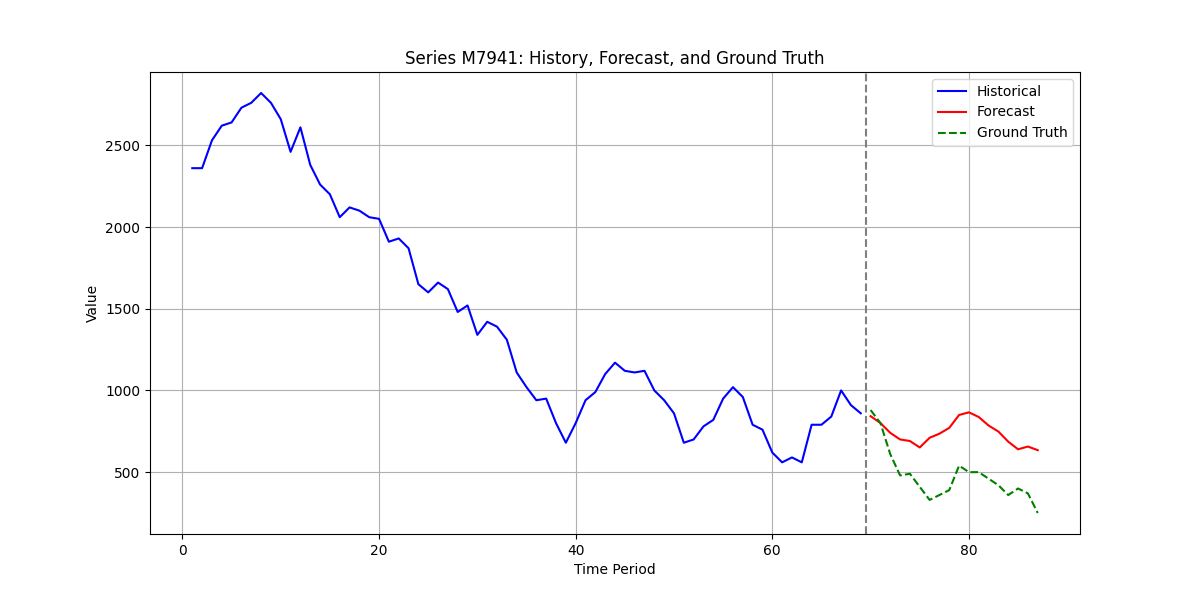 Series M7941: History, Forecast, and Ground Truth
Historical
Forecast
Ground Truth
Value
2500
2000
1500
1000
500
0 20 40 60 80
Time Period